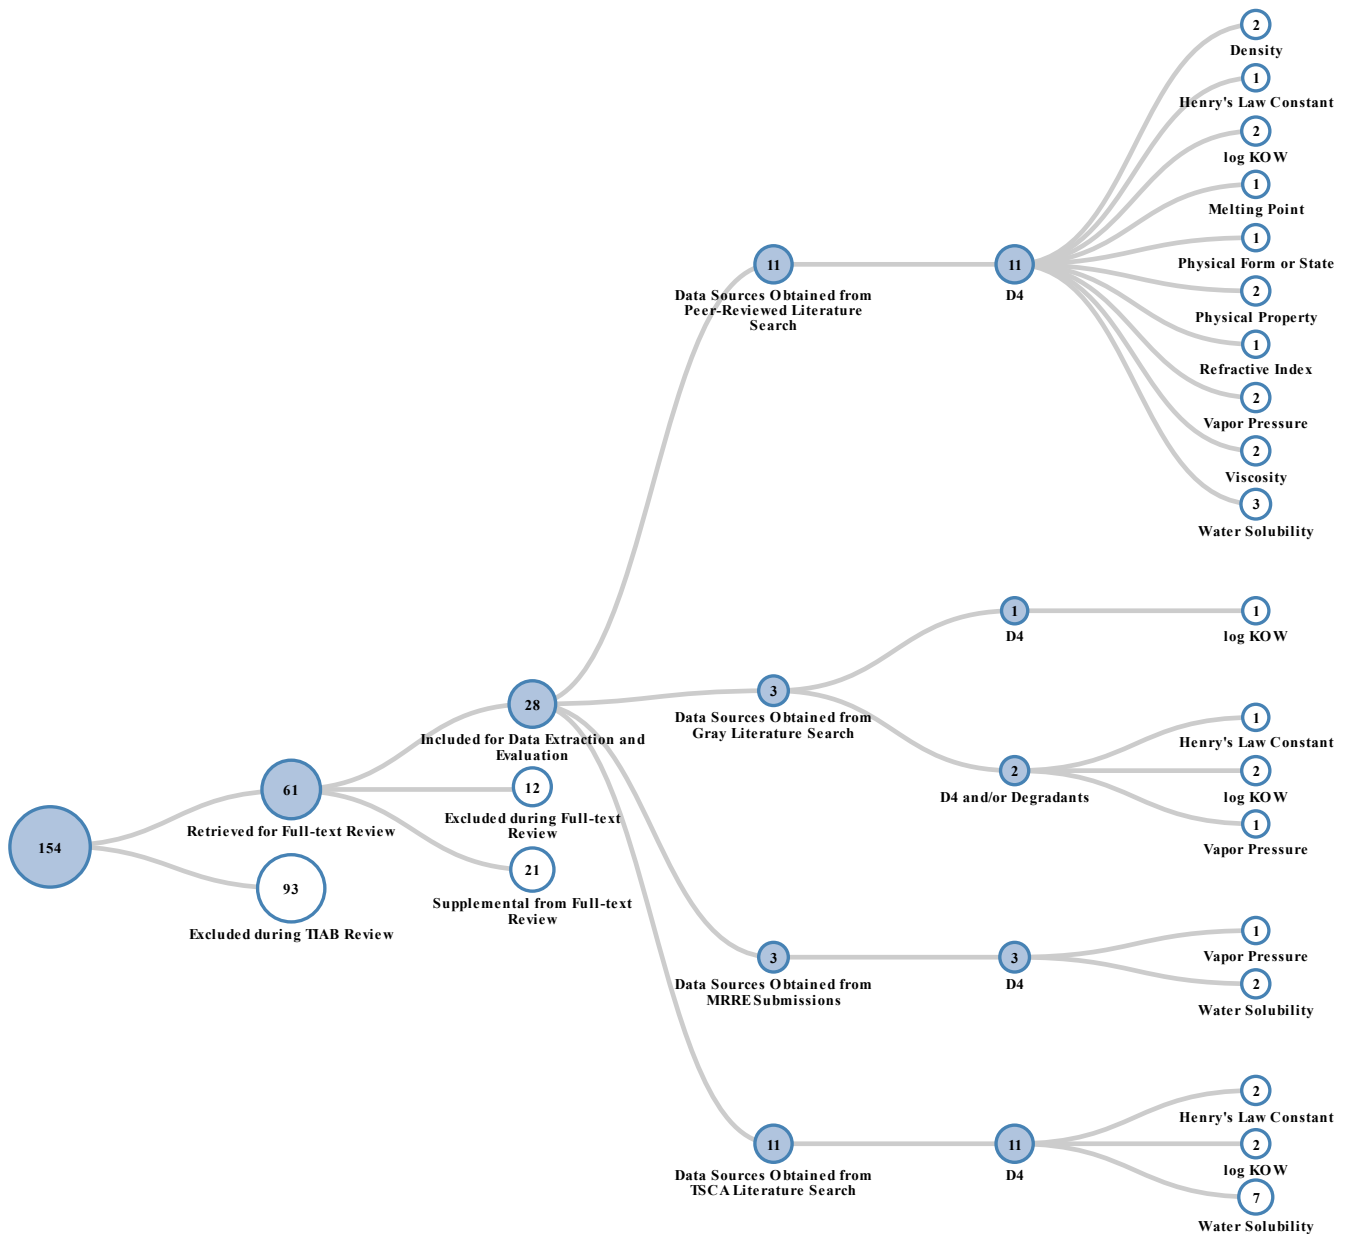 154
61
Retrieved for Full-text Review
93
Excluded during TIAB Review
28
Included for Data Extraction and
Evaluation
12
Excluded during Full-text
Review
21
Supplemental from Full-text
Review
11
Data Sources Obtained from
Peer-Reviewed Literature
Search
11
D4
2
Density
1
Henry's Law Constant
2
log KOW
1
Melting Point
1
Physical Form or State
2
Physical Property
1
Refractive Index
2
Vapor Pressure
2
Viscosity
3
Water Solubility
3
Data Sources Obtained from
Gray Literature Search
1
D4
1
log KOW
2
D4 and/or Degradants
1
Henry's Law Constant
2
log KOW
1
Vapor Pressure
3
Data Sources Obtained from
MRRE Submissions
3
D4
1
Vapor Pressure
2
Water Solubility
11
Data Sources Obtained from
TSCA Literature Search
11
D4
2
Henry's Law Constant
2
log KOW
7
Water Solubility